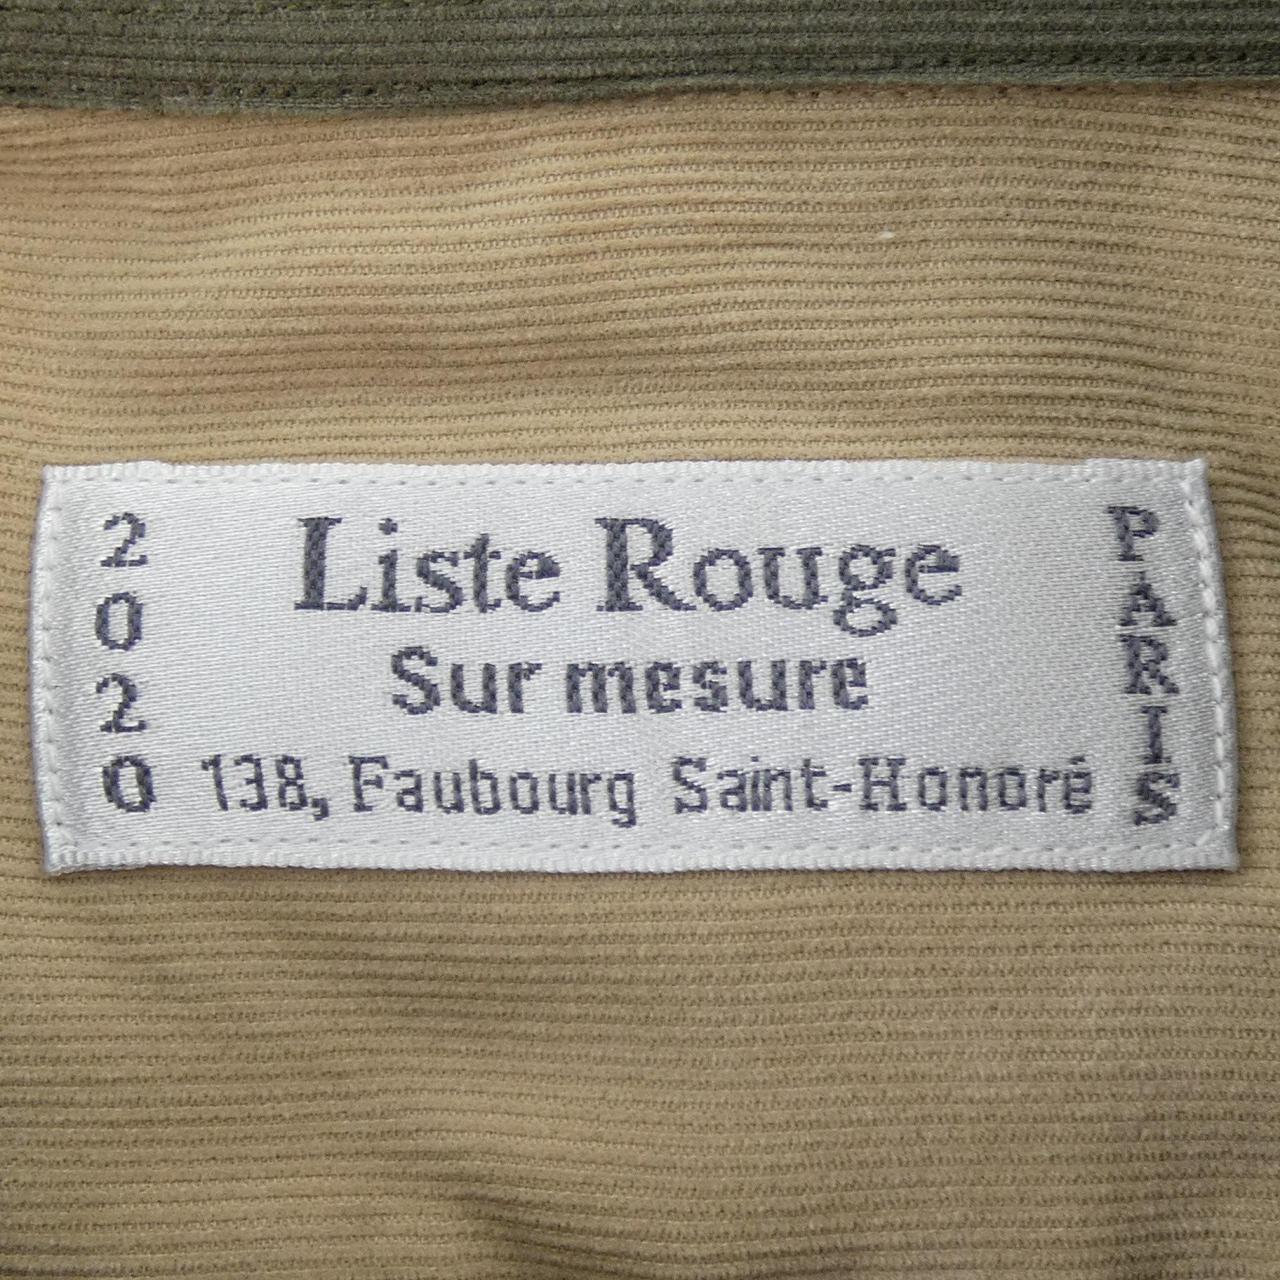 2020
Liste Rouge
Sur mesure
138, Faubourg Saint-Honoré
PARIS